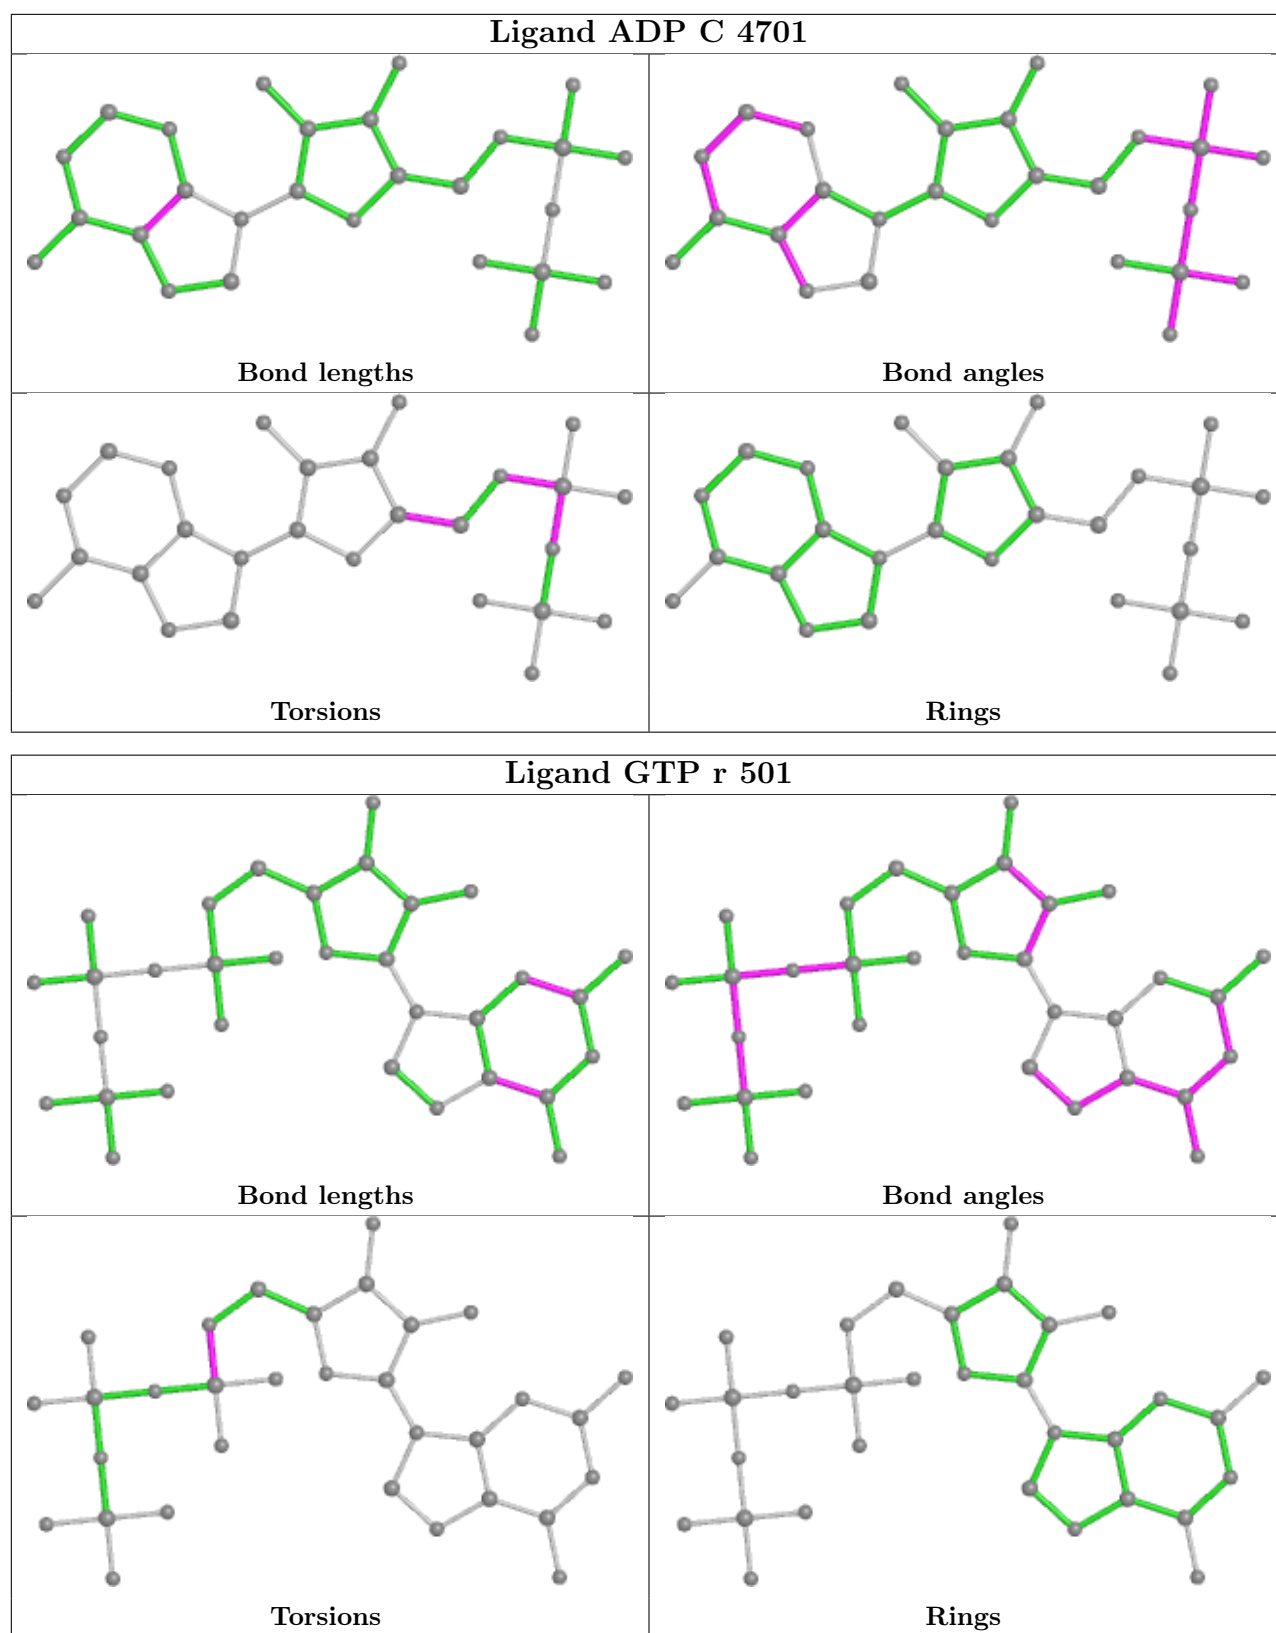 Ligand ADP C 4701
Bond lengths
Bond angles
Torsions
Rings
Ligand GTP r 501
Bond lengths
Bond angles
Torsions
Rings